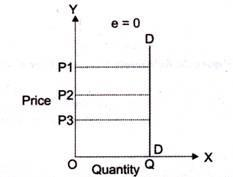 Y
e = 0
D
P1
Price P2
P3
D
O Q X
Quantity